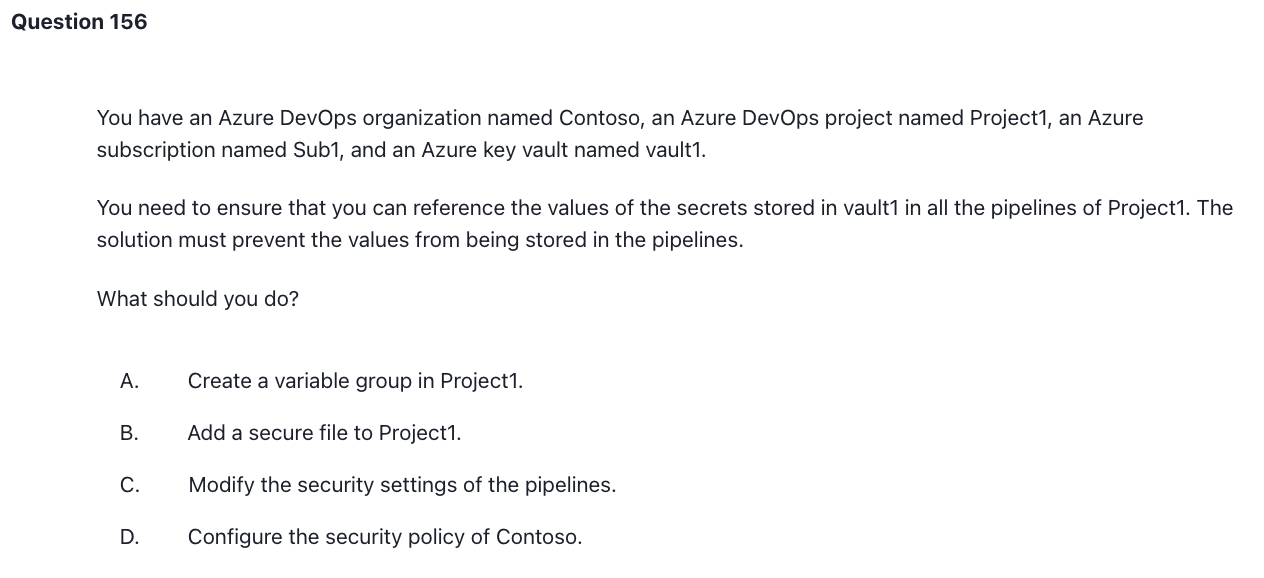 Question 156
You have an Azure DevOps organization named Contoso, an Azure DevOps project named Project1, an Azure
subscription named Sub1, and an Azure key vault named vault1.
You need to ensure that you can reference the values of the secrets stored in vault1 in all the pipelines of Project1. The
solution must prevent the values from being stored in the pipelines.
What should you do?
A. Create a variable group in Project1.
B. Add a secure file to Project1.
C. Modify the security settings of the pipelines.
D. Configure the security policy of Contoso.